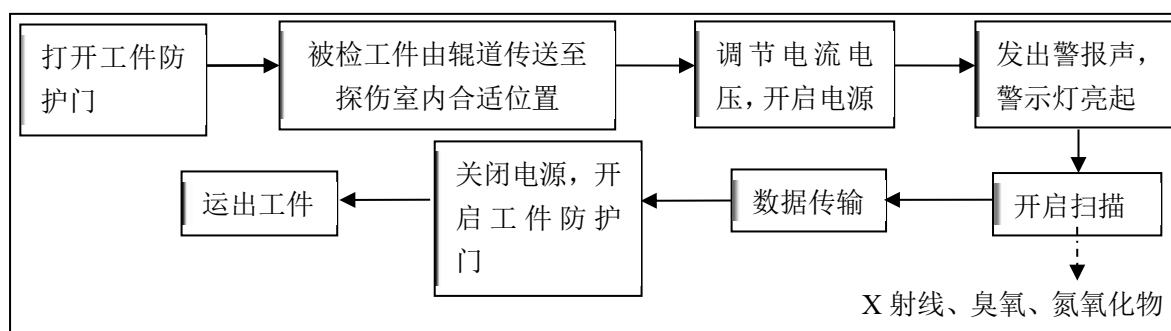 打开工件防
护门
被检工件由辊道传送至
探伤室内合适位置
调节电流电
压，开启电源
发出警报声，
警示灯亮起
开启扫描
数据传输
关闭电源，开
启工件防护
门
运出工件
X 射线、臭氧、氮氧化物